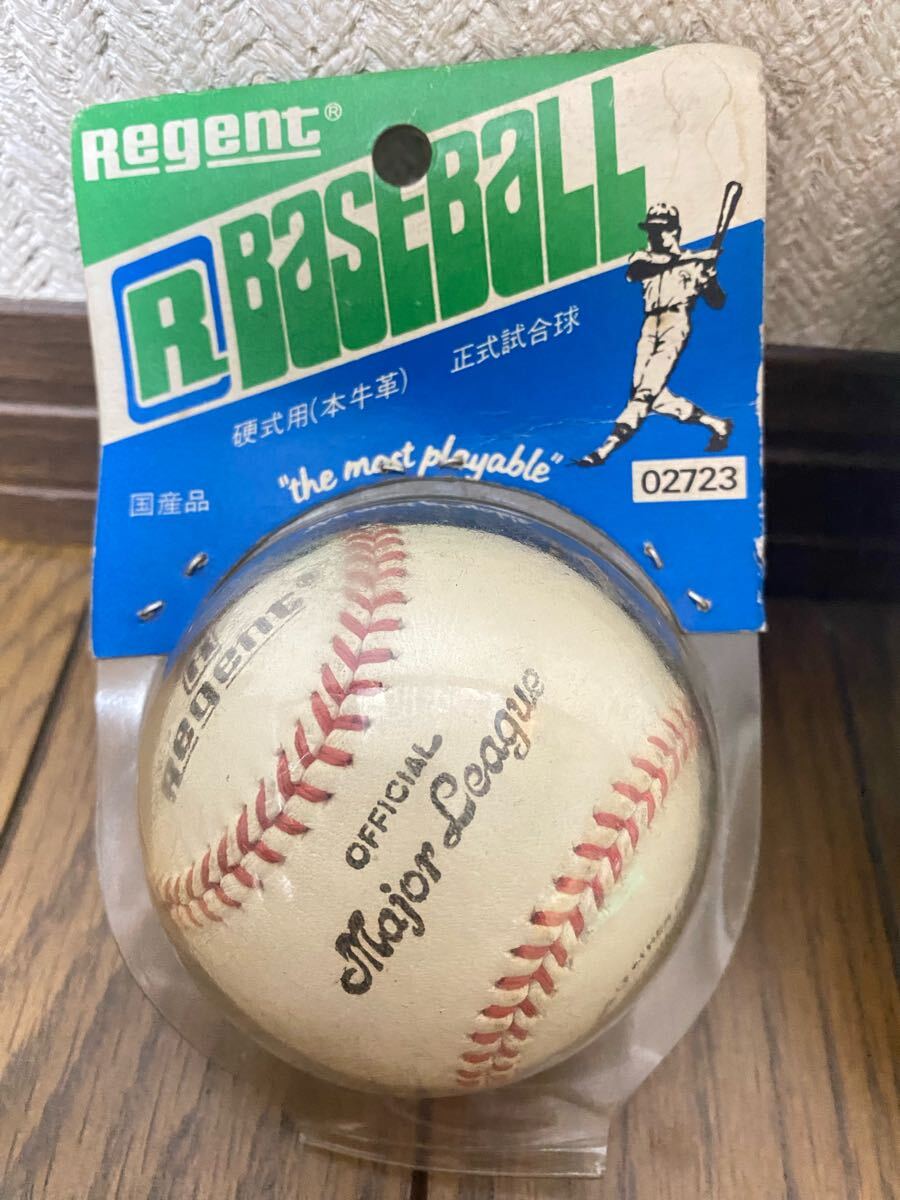 Regent®
R BASEBALL
硬式用(本牛革) 正式試合球
"the most playable"
国産品
02723
R
Regent
OFFICIAL
Major League